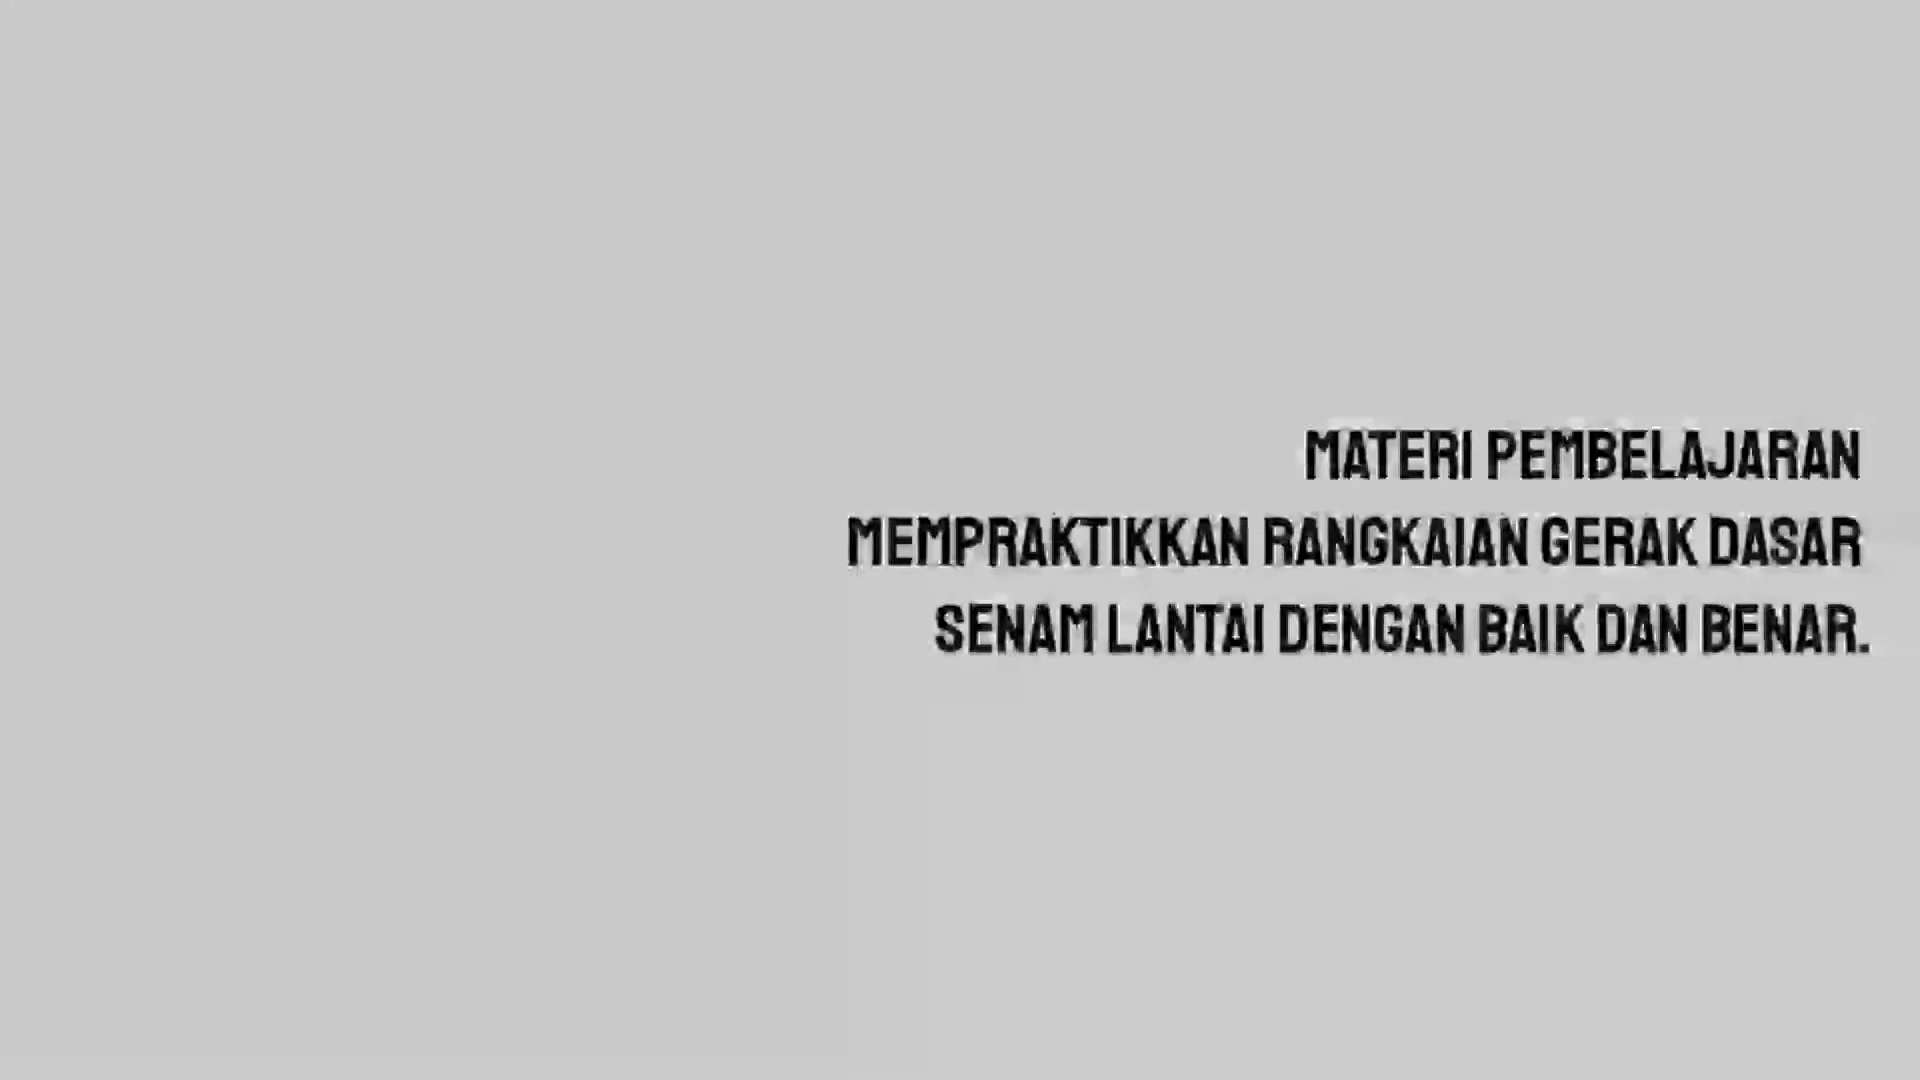 MATERI PEMBELAJARAN
MEMPRAKTIKKAN RANGKAIAN GERAK DASAR
SENAM LANTAI DENGAN BAIK DAN BENAR.